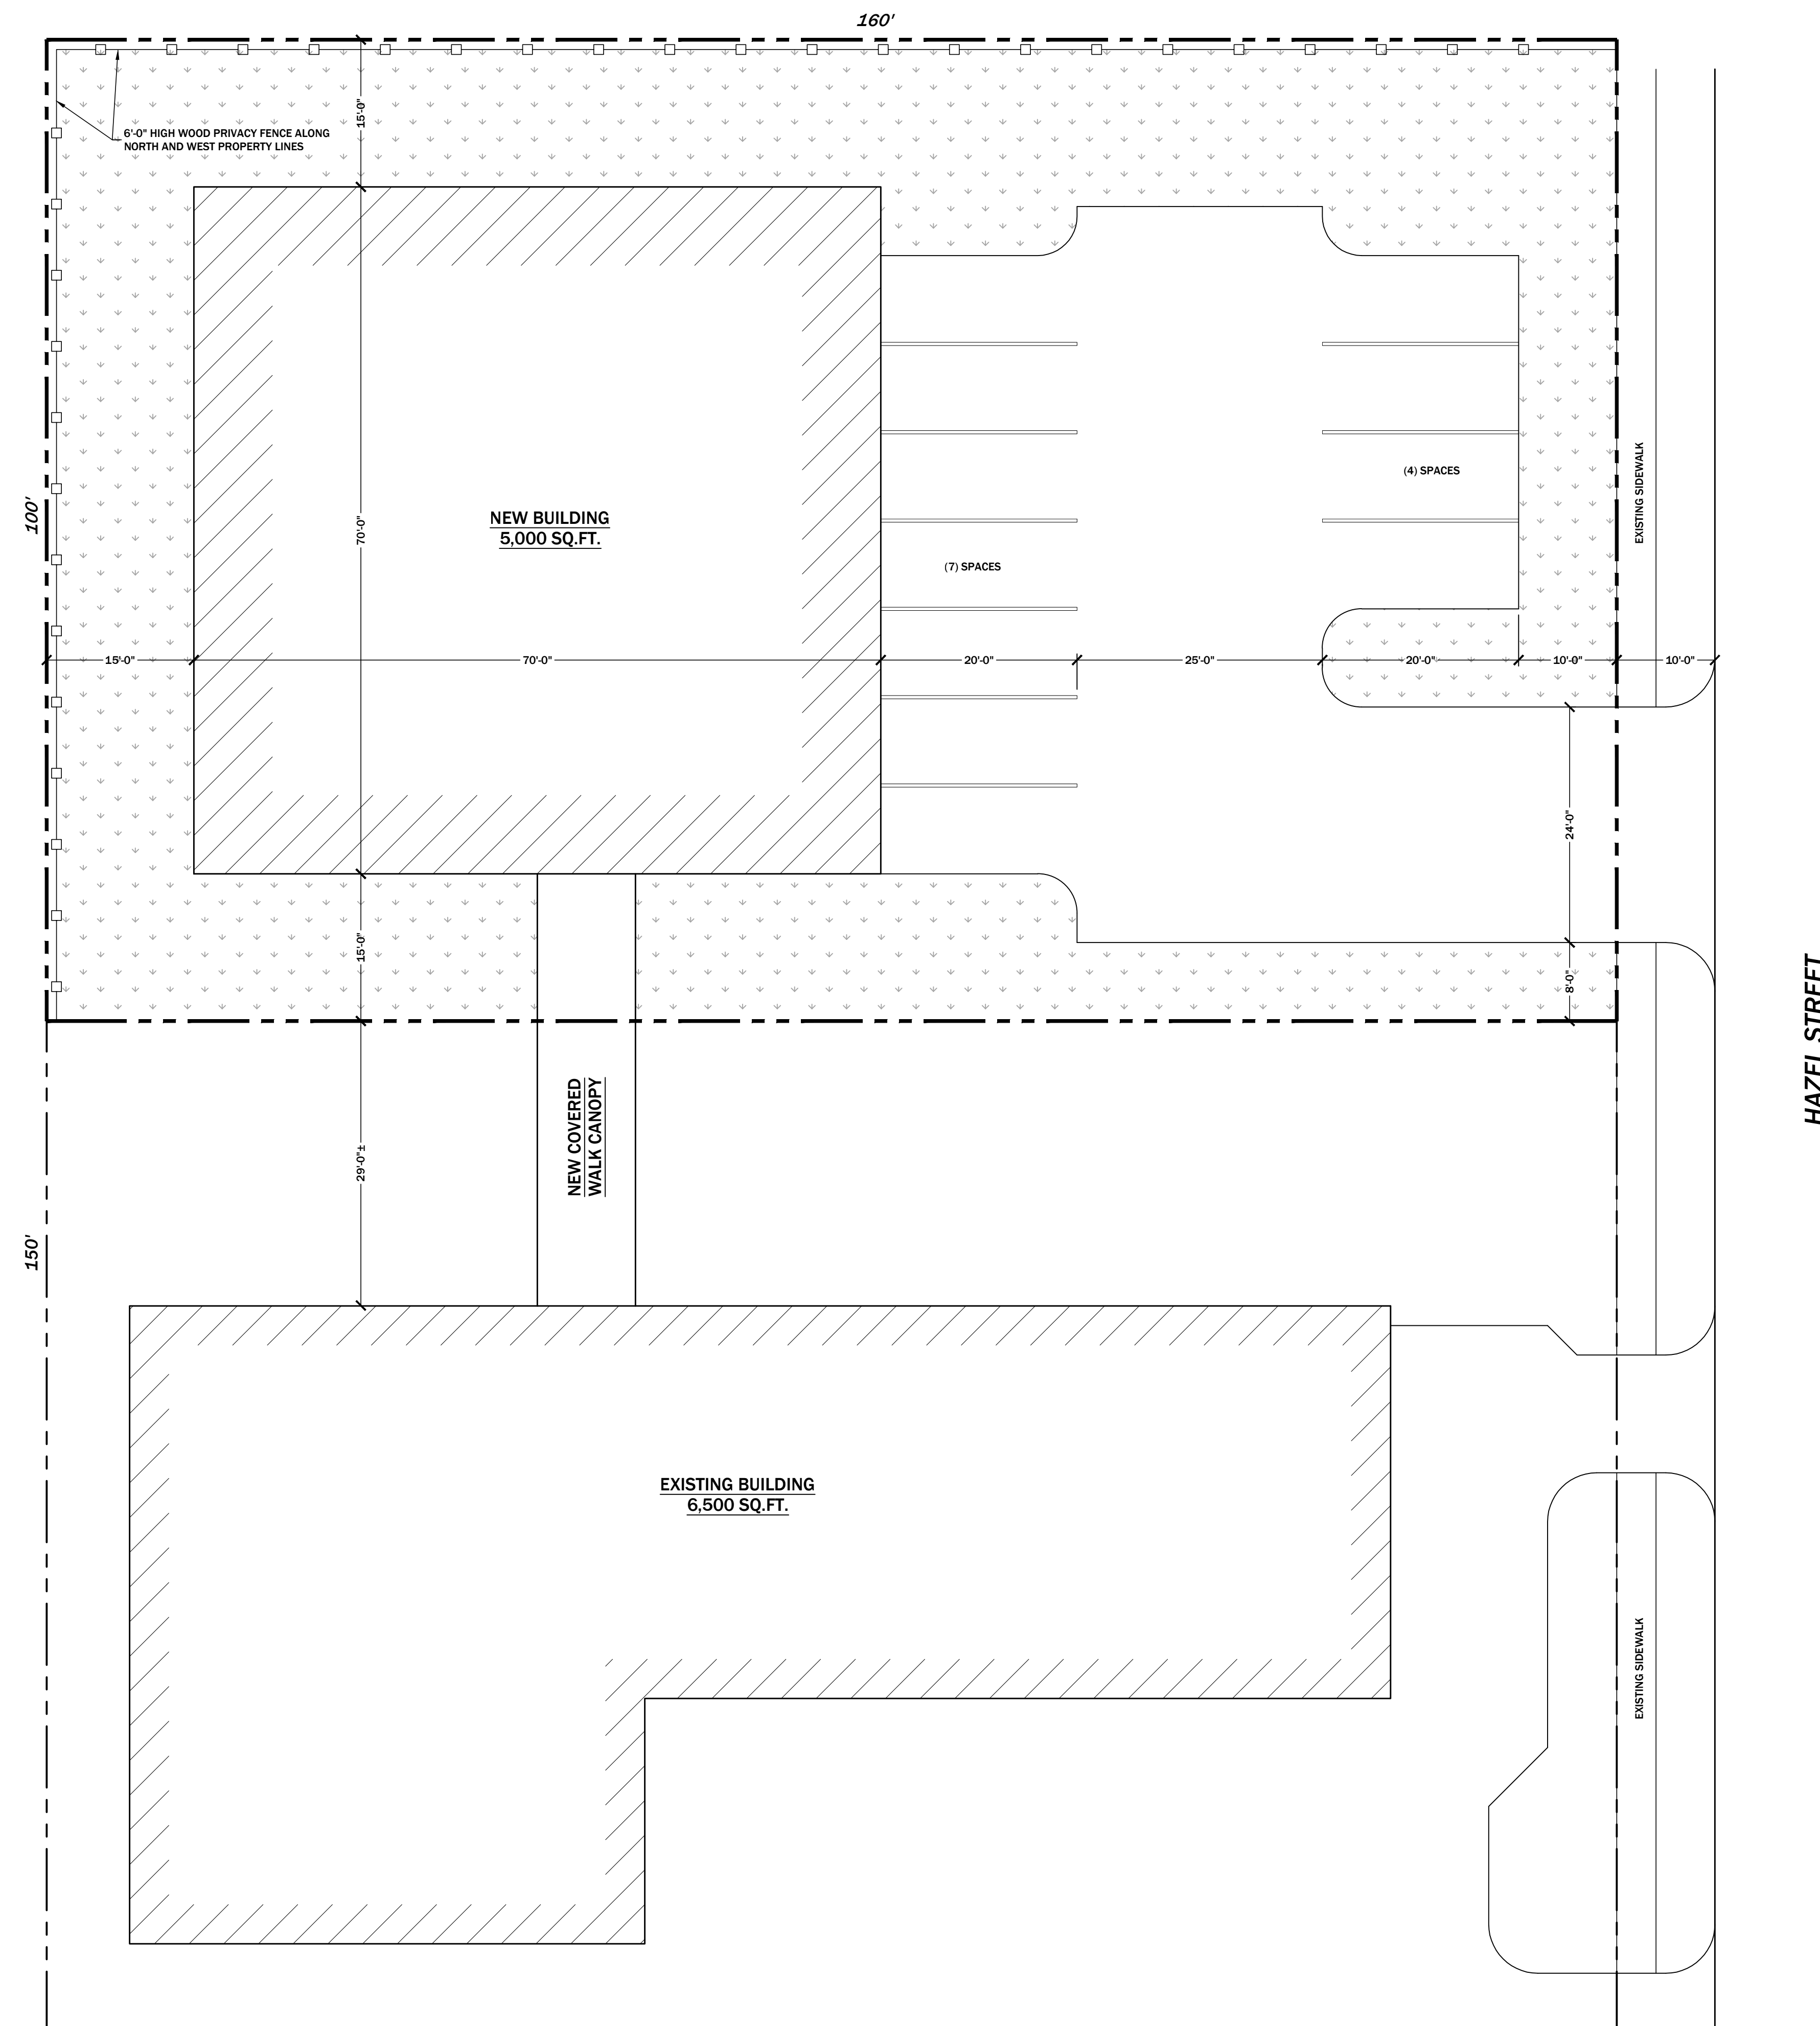 160'
15'-0"
6'-0" HIGH WOOD PRIVACY FENCE ALONG
NORTH AND WEST PROPERTY LINES
100'
70'-0"
NEW BUILDING
5,000 SQ.FT.
(4) SPACES
EXISTING SIDEWALK
(7) SPACES
15'-0"
70'-0"
20'-0"
25'-0"
20'-0"
10'-0"
10'-0"
24'-0"
15'-0"
8'-0"
HAZEL STREET
NEW COVERED
WALK CANOPY
29'-0"±
150'
EXISTING BUILDING
6,500 SQ.FT.
EXISTING SIDEWALK